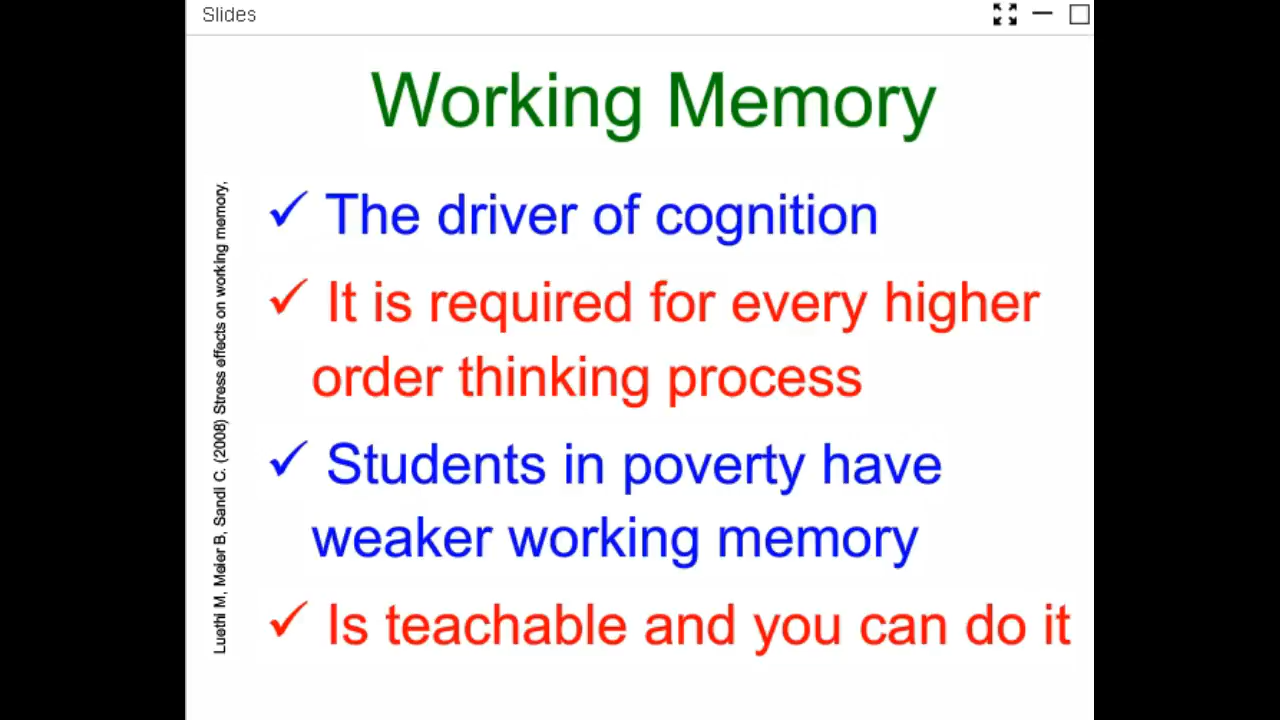 Slides
Working Memory
✓ The driver of cognition
✓ It is required for every higher
order thinking process
✓ Students in poverty have
weaker working memory
✓ Is teachable and you can do it
Luethi M, Meier B, Sandi C. (2008) Stress effects on working memory,